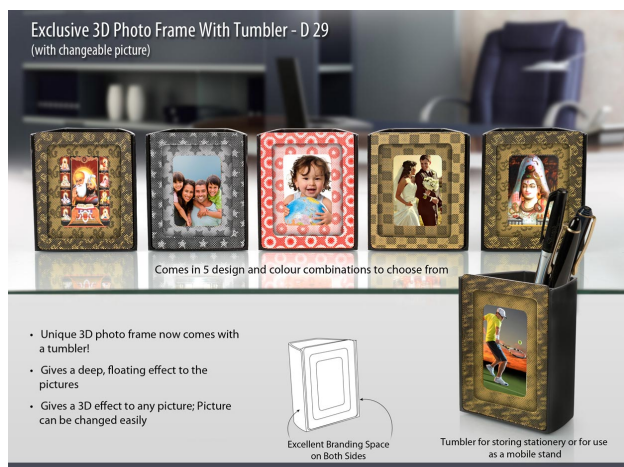 Exclusive 3D Photo Frame With Tumbler - D 29
(with changeable picture)
Comes in 5 design and colour combinations to choose from
• Unique 3D photo frame now comes with
a tumbler!
• Gives a deep, floating effect to the
pictures
• Gives a 3D effect to any picture; Picture
can be changed easily
Excellent Branding Space
on Both Sides
Tumbler for storing stationery or for use
as a mobile stand